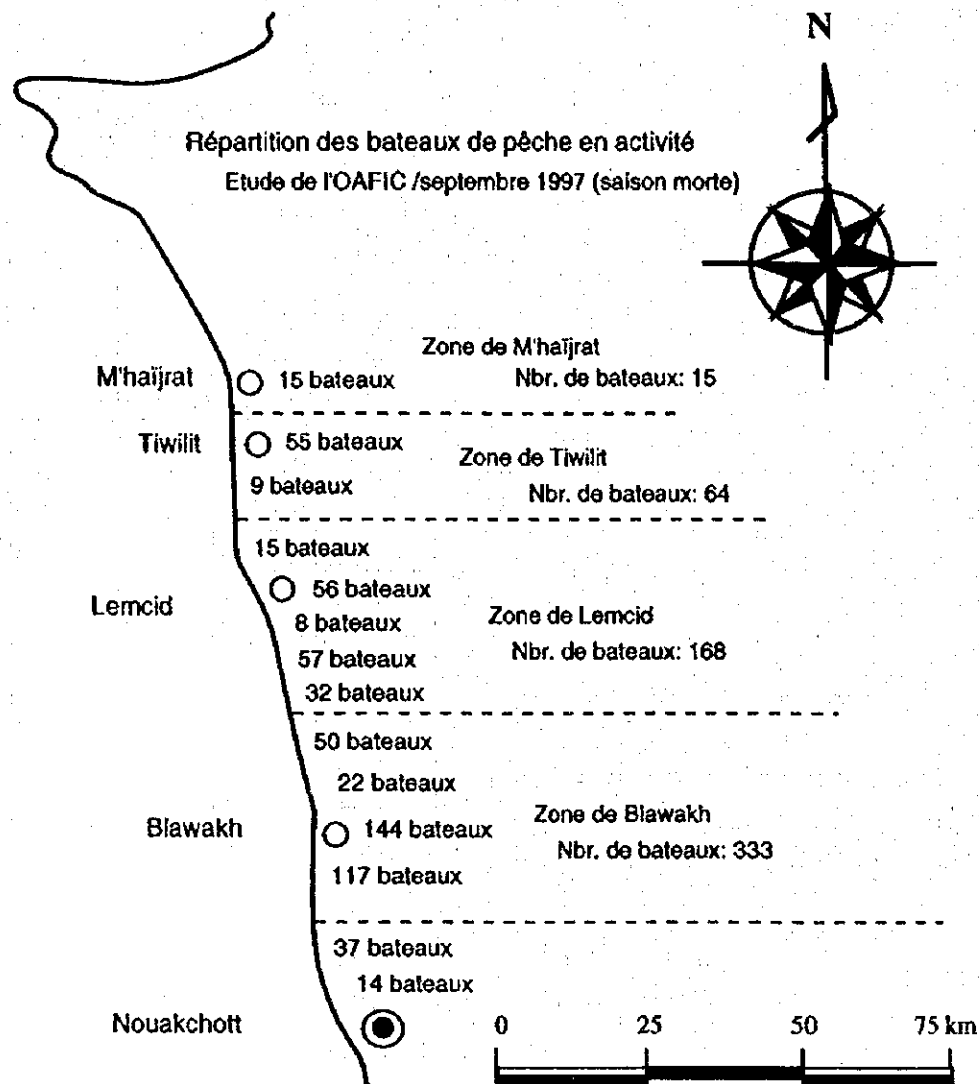 N
Répartition des bateaux de pêche en activité
Etude de l'OAFIC /septembre 1997 (saison morte)
Zone de M'haïjrat
M'haïjrat 15 bateaux Nbr. de bateaux: 15
Tiwilit 55 bateaux
Zone de Tiwilit
9 bateaux Nbr. de bateaux: 64
15 bateaux
56 bateaux
Lemcid
8 bateaux Zone de Lemcid
57 bateaux Nbr. de bateaux: 168
32 bateaux
50 bateaux
22 bateaux
Zone de Blawakh
Blawakh 144 bateaux
Nbr. de bateaux: 333
117 bateaux
37 bateaux
14 bateaux
Nouakchott 0 25 50 75 km